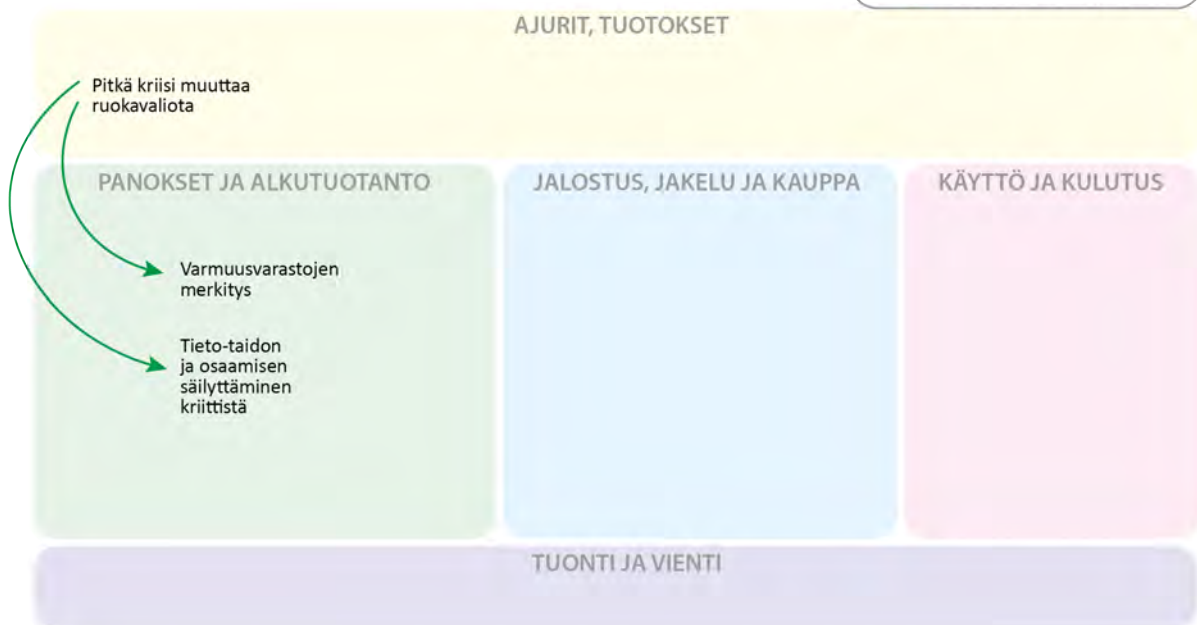 AJURIT, TUOTOKSET
Pitkä kriisi muuttaa
ruokavaliota
PANOKSET JA ALKUTUOTANTO
JALOSTUS, JAKELU JA KAUPPA
KÄYTTÖ JA KULUTUS
Varmuusvarastojen
merkitys
Tieto-taidon
ja osaamisen
säilyttäminen
kriittistä
TUONTI JA VIENTI